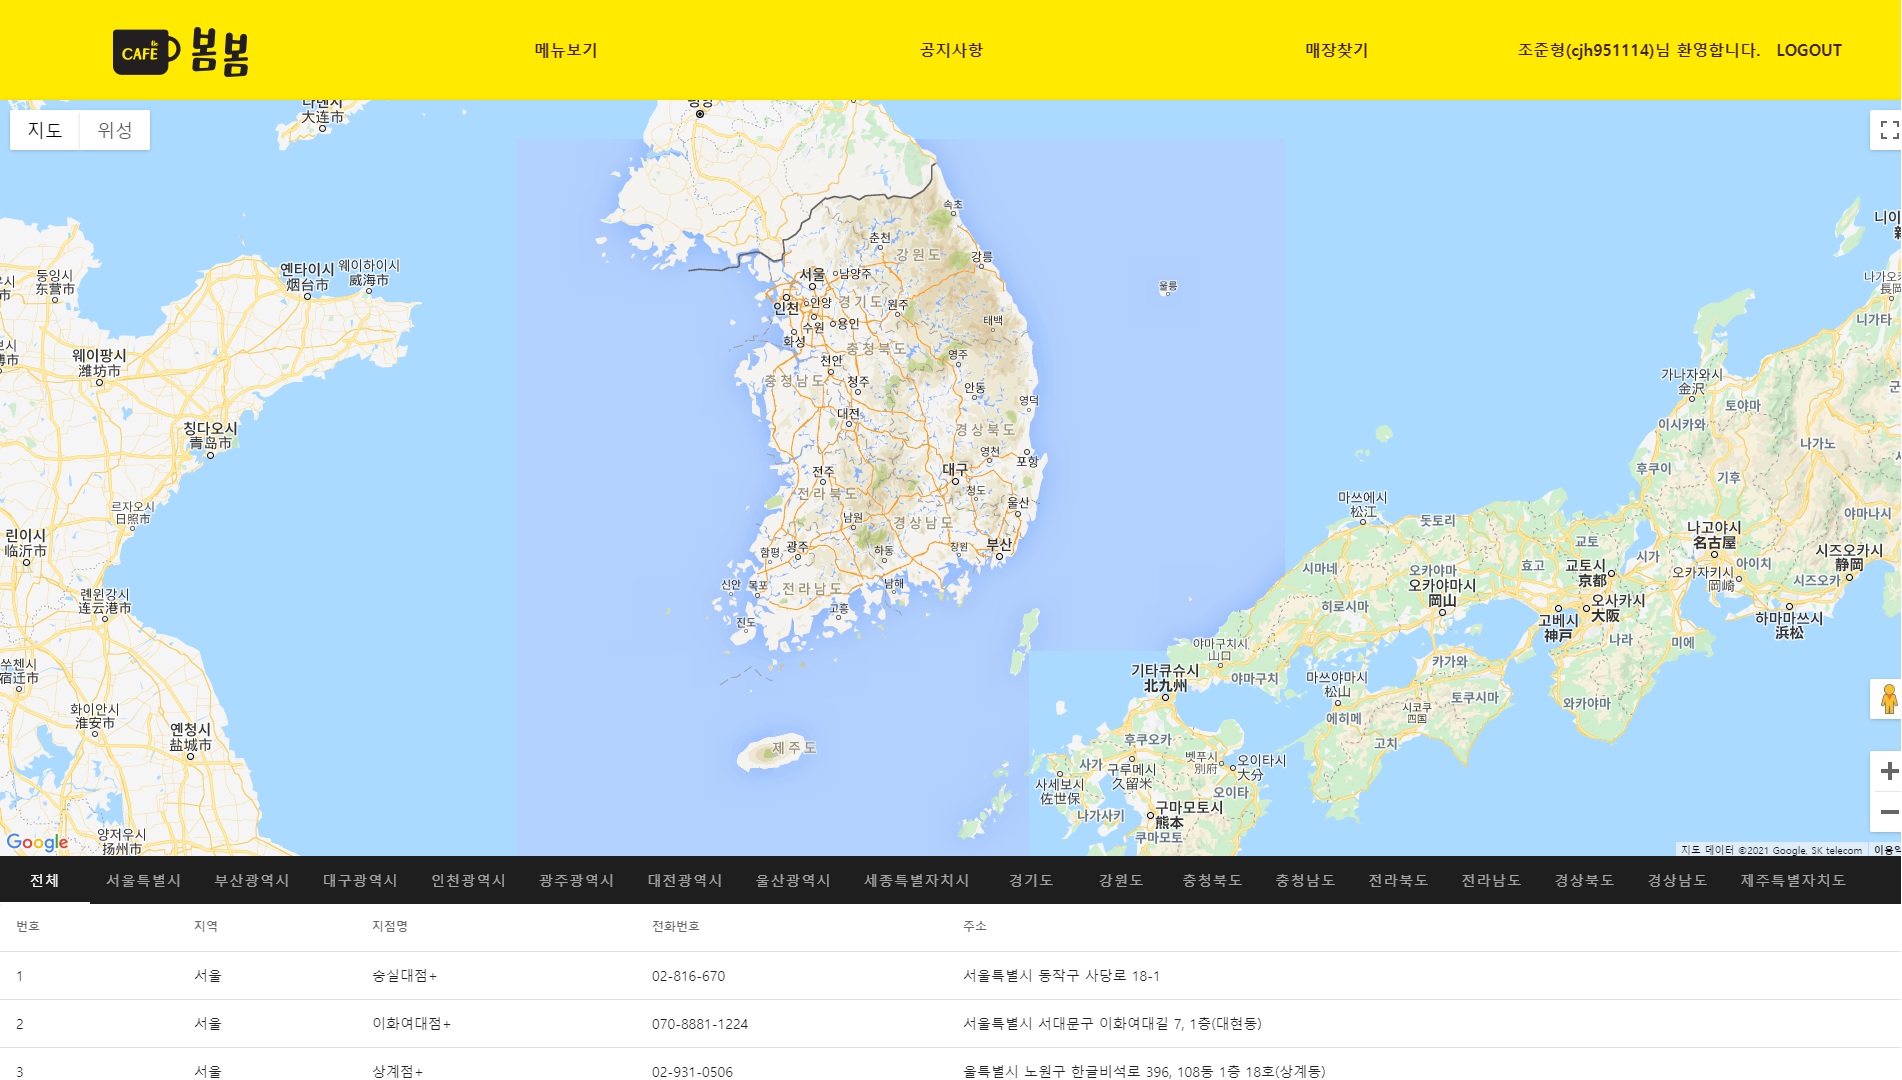 CAFE 봄봄
메뉴보기 공지사항 매장찾기 조준형(cjh951114)님 환영합니다. LOGOUT
지도 위성
다롄시
大连市
평양
속초
춘천
강원도
강릉
서울 남양주
인천 안양 경기도 원주
수원 용인
화성
태백
울릉
천안 충청북도 영주
충청남도 청주
안동
영덕
대전
경상북도
영천
포항
전주
대구
전라북도
청도
울산
남원
경상남도
함평 광주
하동
창원
부산
신안 목포 전라남도
남해
고흥
진도
제주도
둥잉시
东营市
옌타이시
烟台市
웨이하이시
威海市
웨이팡시
潍坊市
칭다오시
青岛市
르자오시
日照市
린이시
临沂市
롄윈강시
连云港市
쑤첸시
宿迁市
화이안시
淮安市
옌청시
盐城市
양저우시
扬州市
니가타
가나자와시
金沢
토야마
이시카와
나가노
후쿠이
기후
마쓰에시
松江
돗토리
야마나시
나고야시
名古屋
교토
시가
시즈오카시
静岡
시마네
오카야마
효고
교토시
京都
오카자키시
岡崎
아이치
시즈오카
오카야마시
岡山
히로시마
오사카시
大阪
고베시
神戸
하마마쓰시
浜松
나라
미에
야마구치시
山口
카가와
기타큐슈시
北九州
야마구치
마쓰야마시
松山
토쿠시마
와카야마
에히메
시코쿠
四国
고치
후쿠오카
사가
구루메시
久留米
벳푸시
別府
오이타시
大分
사세보시
佐世保
오이타
나가사키
구마모토시
熊本
쿠마모토
Google
지도 데이터 ©2021 Google, SK telecom
전체 서울특별시 부산광역시 대구광역시 인천광역시 광주광역시 대전광역시 울산광역시 세종특별자치시 경기도 강원도 충청북도 충청남도 전라북도 전라남도 경상북도 경상남도 제주특별자치도
번호 지역 지점명 전화번호 주소
1 서울 숭실대점+ 02-816-670 서울특별시 동작구 사당로 18-1
2 서울 이화여대점+ 070-8881-1224 서울특별시 서대문구 이화여대길 7, 1층(대현동)
3 서울 상계점+ 02-931-0506 울특별시 노원구 한글비석로 396, 108동 1층 18호(상계동)